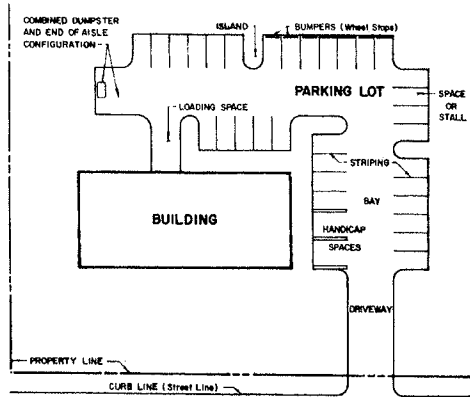 COMBINED DUMPSTER
AND END OF AISLE
CONFIGURATION
ISLAND
BUMPERS (Wheel Stops)
PARKING LOT
SPACE
OR
STALL
LOADING SPACE
STRIPING
BUILDING
BAY
HANDICAP
SPACES
DRIVEWAY
PROPERTY LINE
CURB LINE (Street Line)